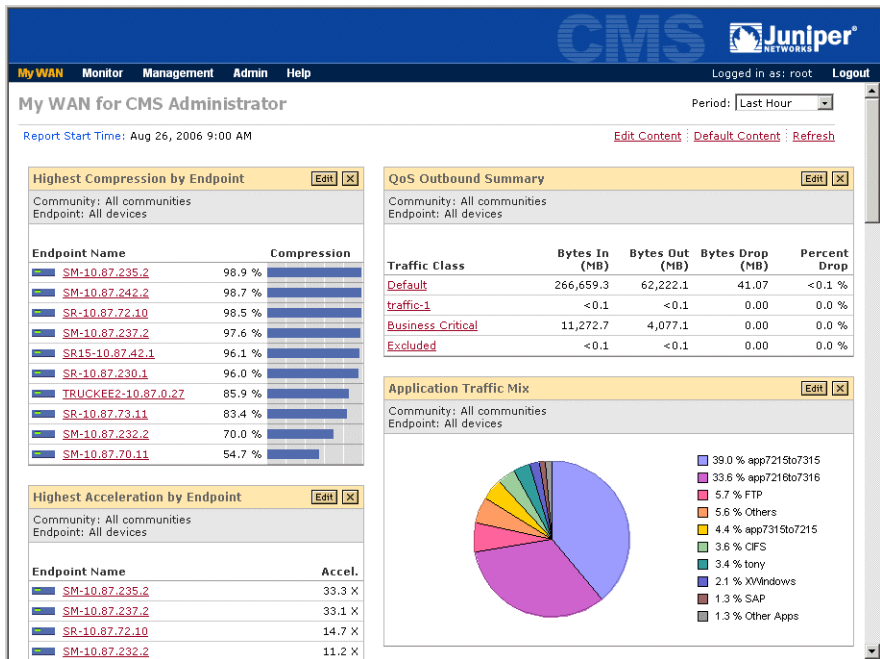 CMS
Juniper®
NETWORKS
My WAN Monitor Management Admin Help Logged in as: root Logout
My WAN for CMS Administrator
Period: Last Hour
Report Start Time: Aug 26, 2006 9:00 AM
Edit Content Default Content Refresh
Highest Compression by Endpoint Edit X
Community: All communities
Endpoint: All devices
Endpoint Name Compression
SM-10.87.235.2 98.9 %
SM-10.87.242.2 98.7 %
SR-10.87.72.10 98.5 %
SM-10.87.237.2 97.6 %
SR15-10.87.42.1 96.1 %
SR-10.87.230.1 96.0 %
TRUCKEE2-10.87.0.27 85.9 %
SR-10.87.73.11 83.4 %
SM-10.87.232.2 70.0 %
SM-10.87.70.11 54.7 %
Highest Acceleration by Endpoint Edit X
Community: All communities
Endpoint: All devices
Endpoint Name Accel.
SM-10.87.235.2 33.3 X
SM-10.87.237.2 33.1 X
SR-10.87.72.10 14.7 X
SM-10.87.232.2 11.2 X
QoS Outbound Summary Edit X
Community: All communities
Endpoint: All devices
Traffic Class Bytes In (MB) Bytes Out (MB) Bytes Drop (MB) Percent Drop
Default 266,659.3 62,222.1 41.07 <0.1 %
traffic-1 <0.1 <0.1 0.00 0.0 %
Business Critical 11,272.7 4,077.1 0.00 0.0 %
Excluded <0.1 <0.1 0.00 0.0 %
Application Traffic Mix Edit X
Community: All communities
Endpoint: All devices
39.0 % app7215to7315
33.6 % app7216to7316
5.7 % FTP
5.6 % Others
4.4 % app7315to7215
3.6 % CIFS
3.4 % tony
2.1 % XWindows
1.3 % SAP
1.3 % Other Apps